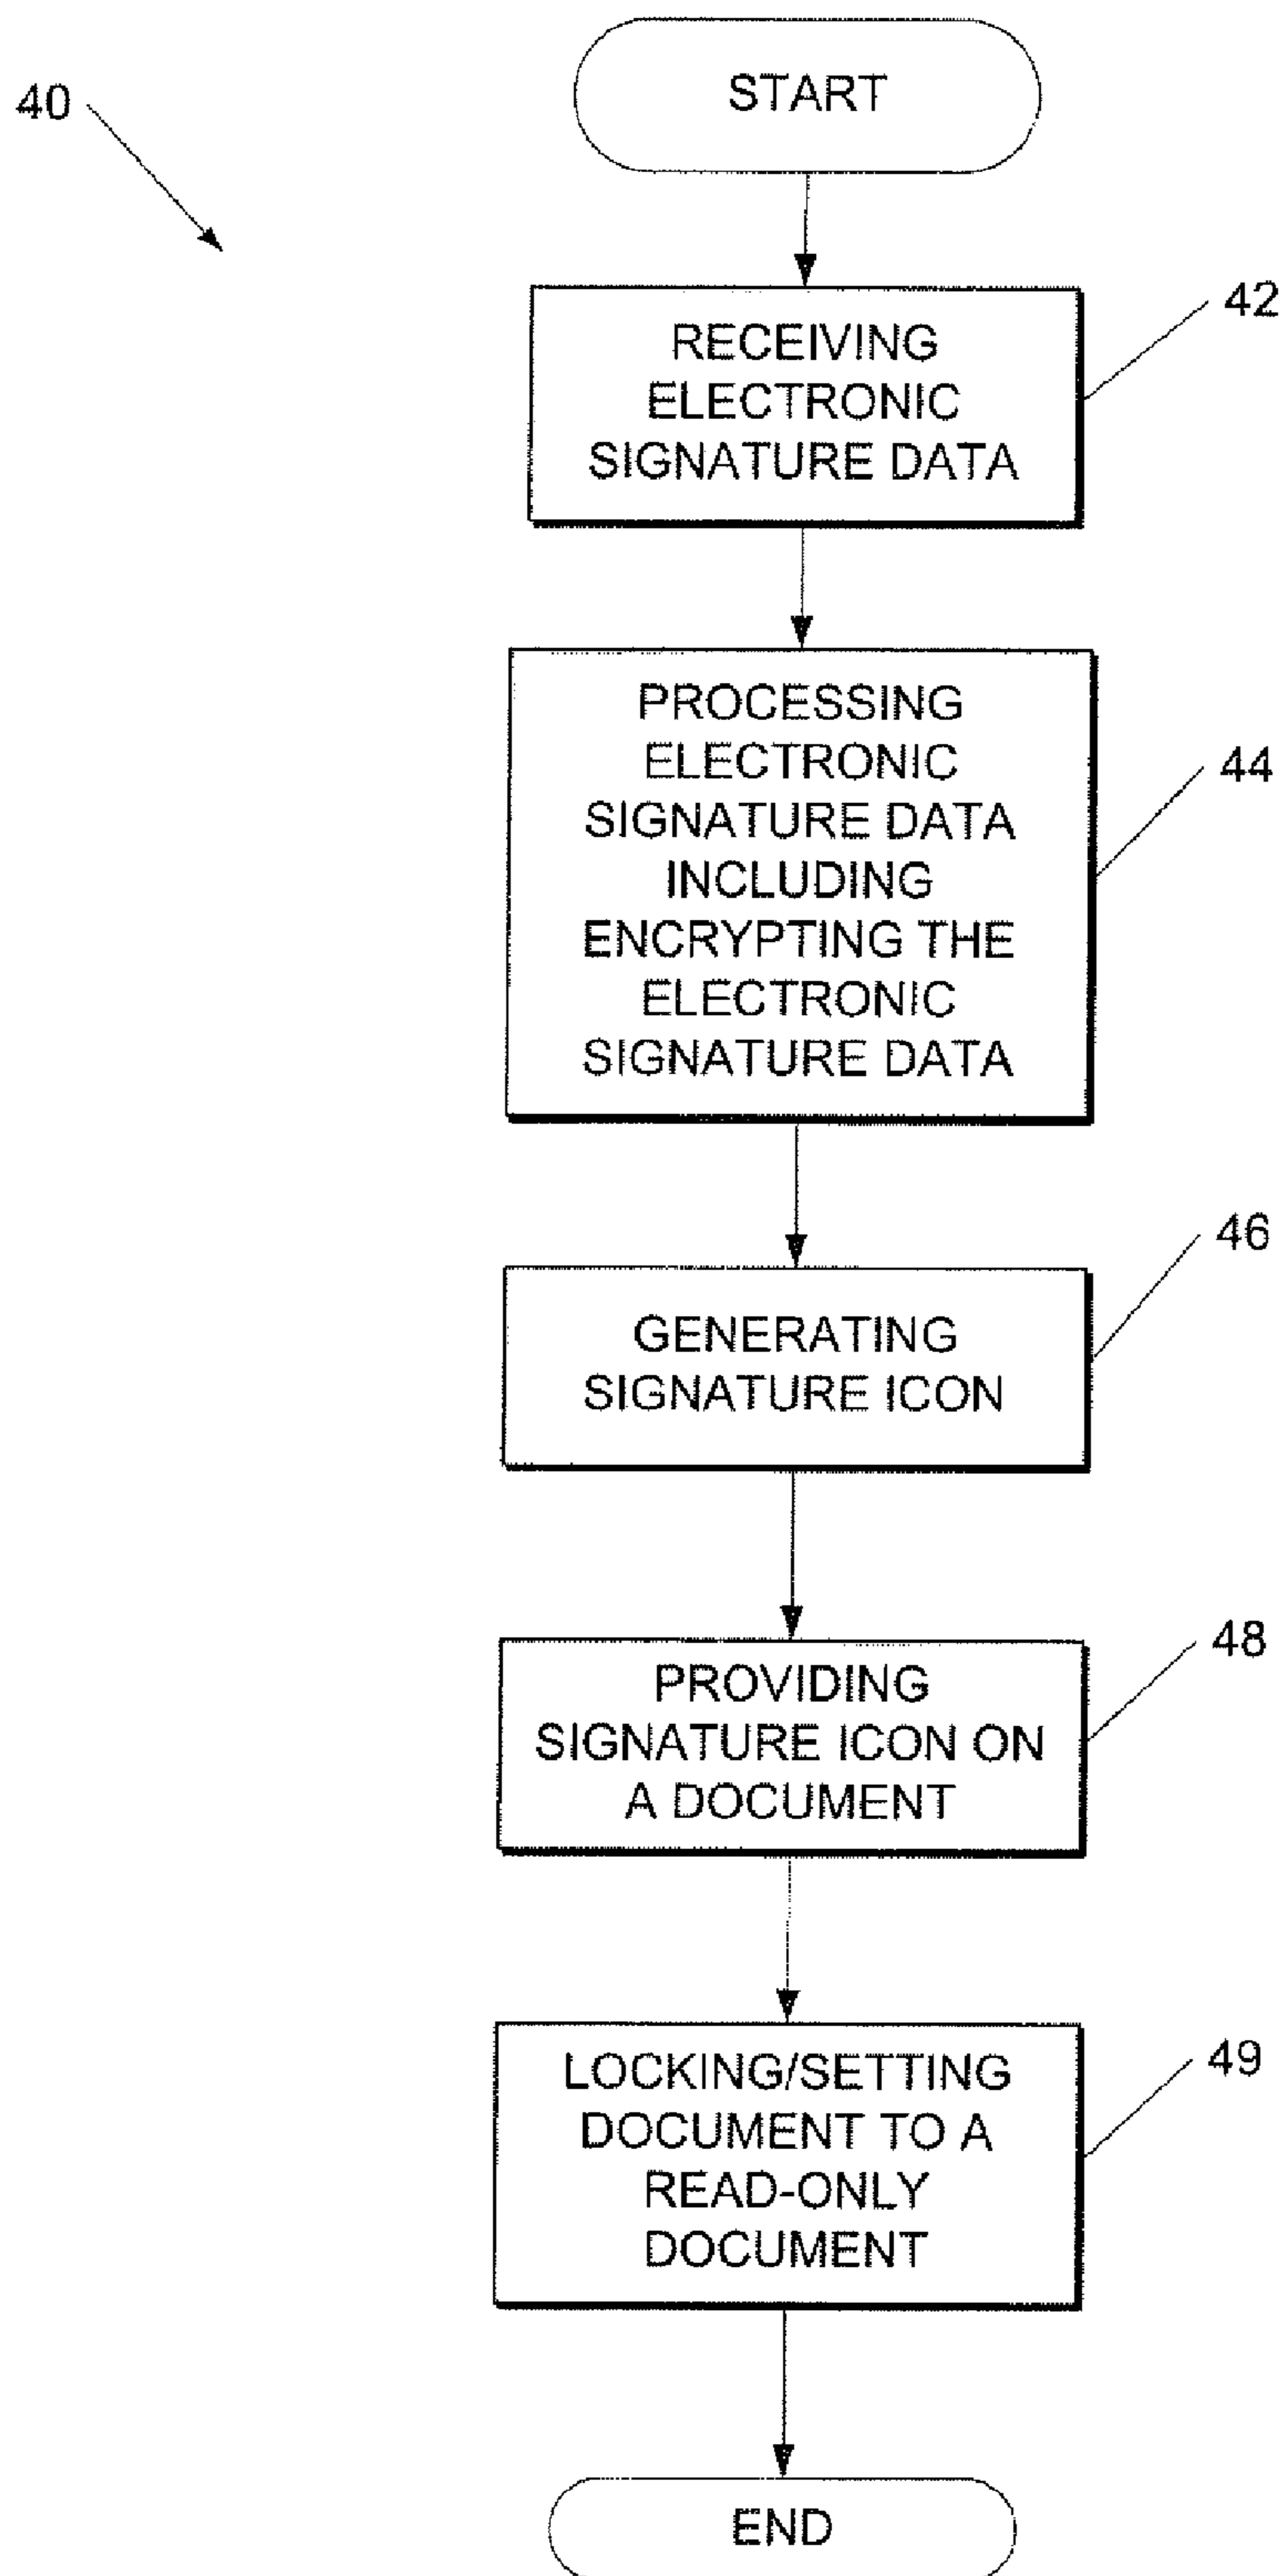 START
40
42
RECEIVING
ELECTRONIC
SIGNATURE DATA
44
PROCESSING
ELECTRONIC
SIGNATURE DATA
INCLUDING
ENCRYPTING THE
ELECTRONIC
SIGNATURE DATA
46
GENERATING
SIGNATURE ICON
48
PROVIDING
SIGNATURE ICON ON
A DOCUMENT
49
LOCKING/SETTING
DOCUMENT TO A
READ-ONLY
DOCUMENT
END